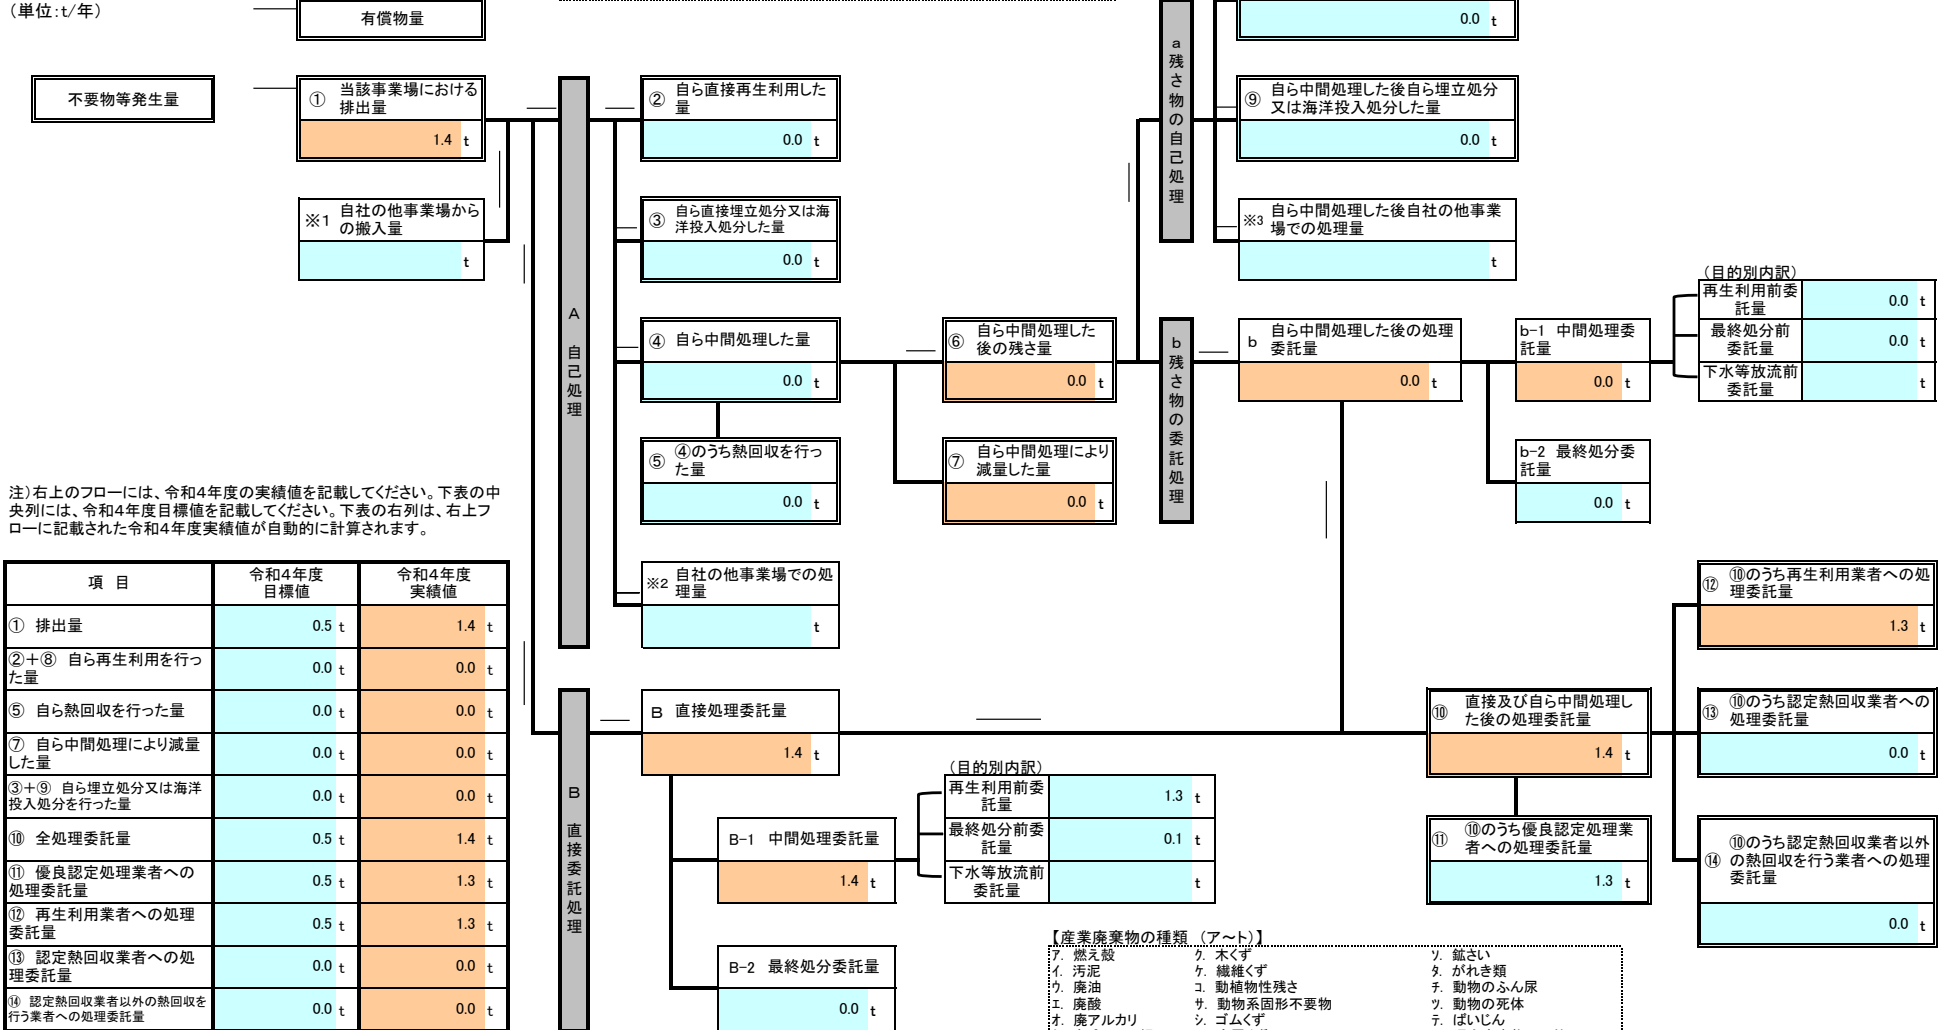 （単位:t/年）
有償物量
0.0 t
不要物等発生量
① 当該事業場における
排出量
1.4 t
※1 自社の他事業場から
の搬入量
t
A 自己処理
② 自ら直接再生利用した
量
0.0 t
③ 自ら直接埋立処分又は海
洋投入処分した量
0.0 t
④ 自ら中間処理した量
0.0 t
⑤ ④のうち熱回収を行っ
た量
0.0 t
※2 自社の他事業場での処
理量
t
⑥ 自ら中間処理した
後の残さ量
0.0 t
⑦ 自ら中間処理により
減量した量
0.0 t
a 残さ物の自己処理
⑨ 自ら中間処理した後自ら埋立処分
又は海洋投入処分した量
0.0 t
※3 自ら中間処理した後自社の他事業
場での処理量
t
b 残さ物の委託処理
b 自ら中間処理した後の処理
委託量
0.0 t
b-1 中間処理委
託量
0.0 t
b-2 最終処分委
託量
0.0 t
（目的別内訳）
再生利用前委
託量
0.0 t
最終処分前
委託量
0.0 t
下水等放流前
委託量
t
注）右上のフローには、令和４年度の実績値を記載してください。下表の中
央列には、令和４年度目標値を記載してください。下表の右列は、右上フ
ローに記載された令和４年度実績値が自動的に計算されます。
項 目
令和４年度
目標値
令和４年度
実績値
① 排出量
0.5 t 1.4 t
②＋⑧ 自ら再生利用を行っ
た量
0.0 t 0.0 t
⑤ 自ら熱回収を行った量
0.0 t 0.0 t
⑦ 自ら中間処理により減量
した量
0.0 t 0.0 t
③＋⑨ 自ら埋立処分又は海洋
投入処分を行った量
0.0 t 0.0 t
⑩ 全処理委託量
0.5 t 1.4 t
⑪ 優良認定処理業者への
処理委託量
0.5 t 1.3 t
⑫ 再生利用業者への処理
委託量
0.5 t 1.3 t
⑬ 認定熱回収業者への処
理委託量
0.0 t 0.0 t
⑭ 認定熱回収業者以外の熱回収を
行う業者への処理委託量
0.0 t 0.0 t
B 直接委託処理
B 直接処理委託量
1.4 t
B-1 中間処理委託量
1.4 t
B-2 最終処分委託量
0.0 t
（目的別内訳）
再生利用前委
託量
1.3 t
最終処分前委
託量
0.1 t
下水等放流前
委託量
t
⑩ 直接及び自ら中間処理し
た後の処理委託量
1.4 t
⑪ ⑩のうち優良認定処理業
者への処理委託量
1.3 t
⑫ ⑩のうち再生利用業者への処
理委託量
1.3 t
⑬ ⑩のうち認定熱回収業者への
処理委託量
0.0 t
⑭ ⑩のうち認定熱回収業者以外
の熱回収を行う業者への処理
委託量
0.0 t
【産業廃棄物の種類 （ア～ト）】
ア. 燃え殻 ク. 木くず ソ. 鉱さい
イ. 汚泥 ケ. 繊維くず タ. がれき類
ウ. 廃油 コ. 動植物性残さ チ. 動物のふん尿
エ. 廃酸 サ. 動物系固形不要物 ツ. 動物の死体
オ. 廃アルカリ シ. ゴムくず テ. ばいじん